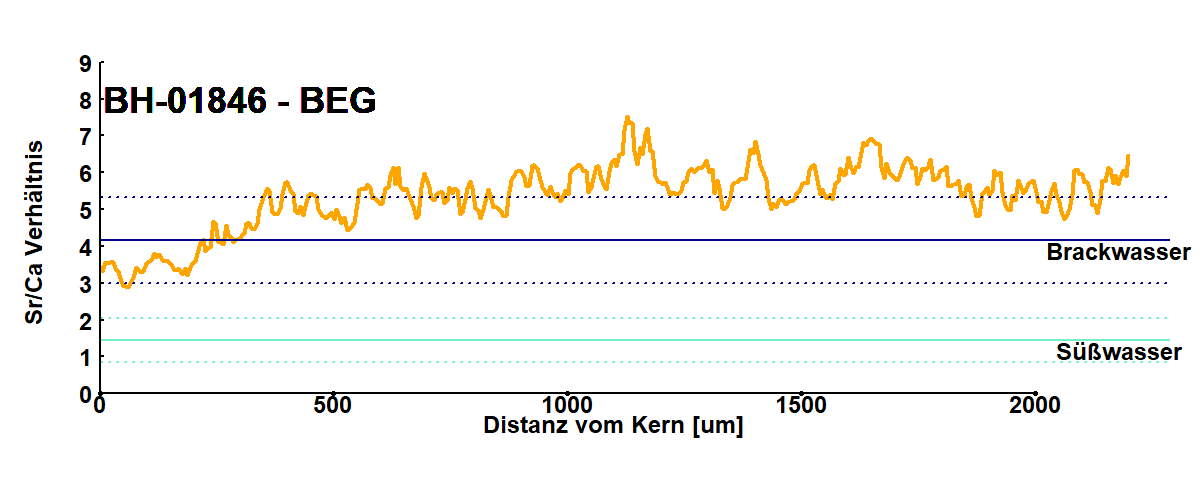 BH-01846 - BEG
Sr/Ca Verhältnis
9
8
7
6
5
4
3
2
1
0
Brackwasser
Süßwasser
0 500 1000 1500 2000
Distanz vom Kern [um]